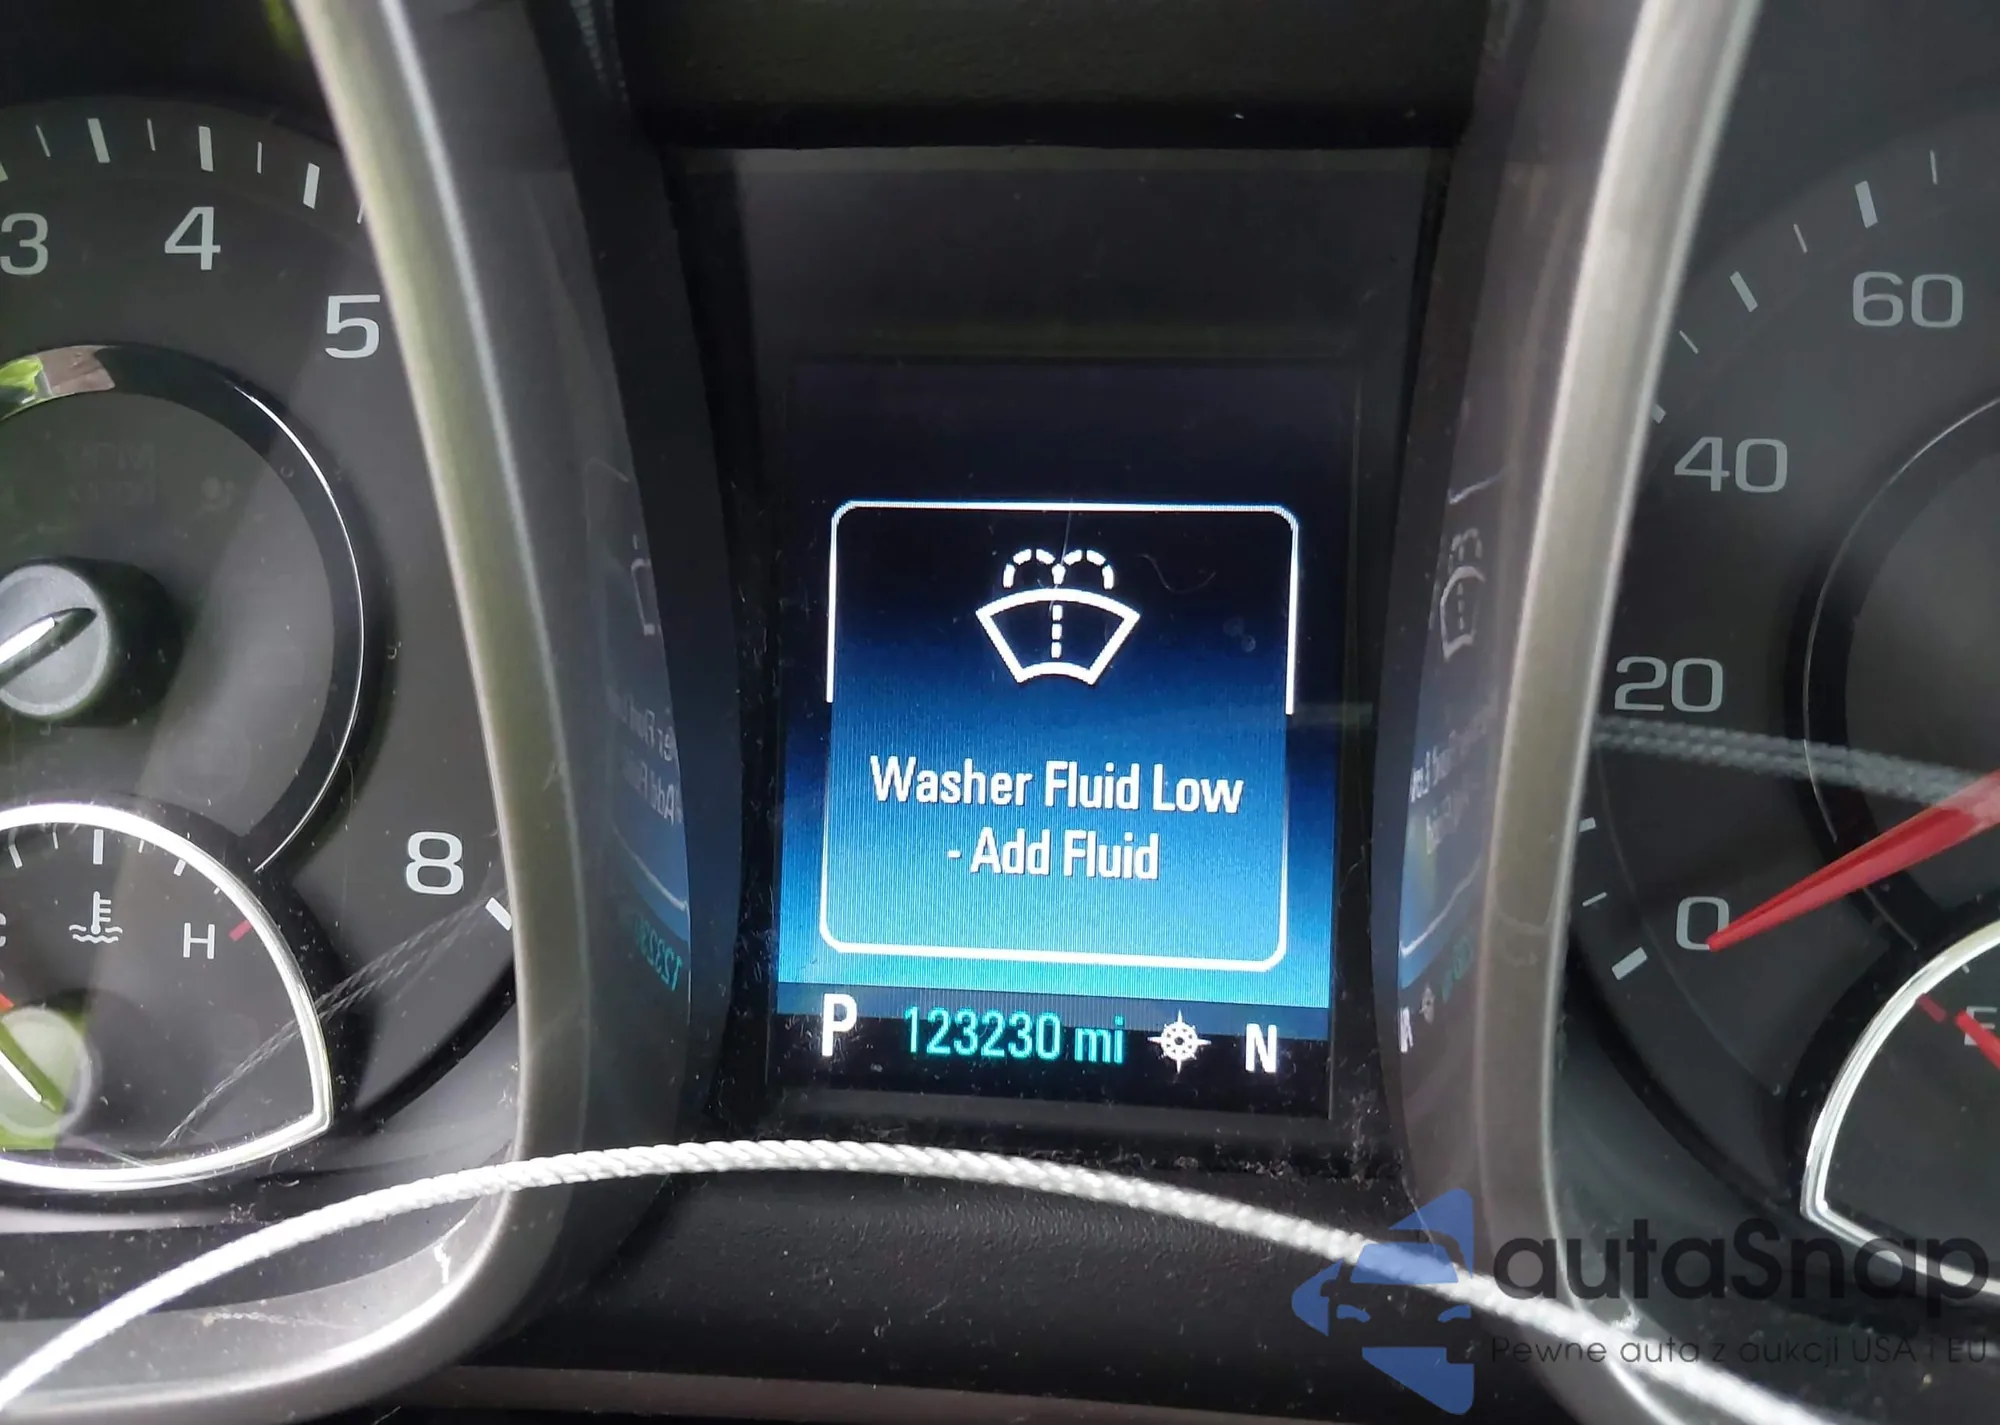 3
4
5
8
H
60
40
20
0
E
Washer Fluid Low
- Add Fluid
P 123230 mi N
autaSnap
Pewne auta z aukcji USA i EU